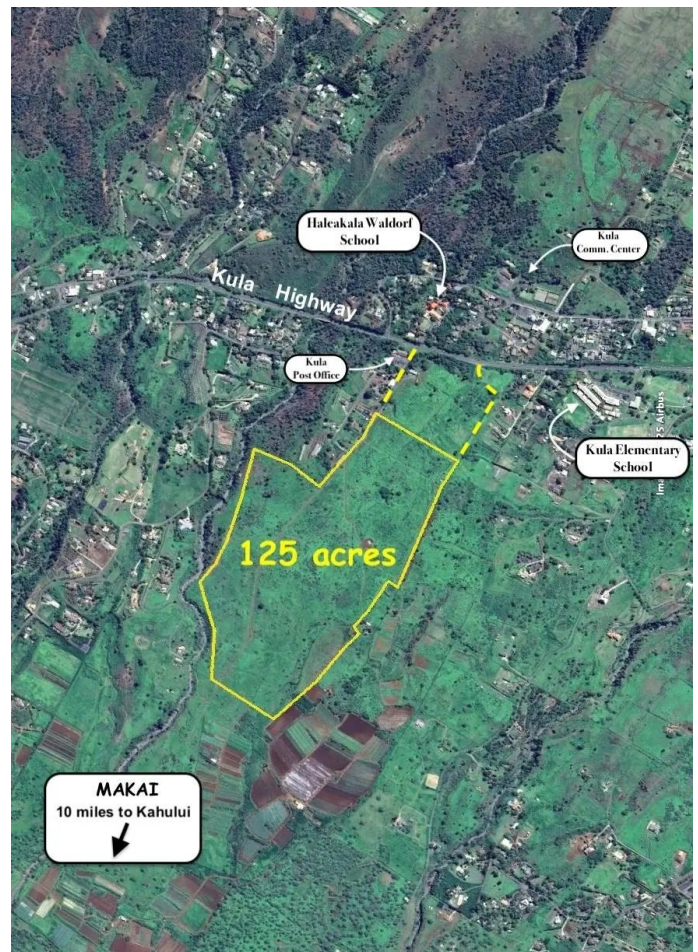 Haleakala Waldorf
School
Kula
Comm. Center
Kula Highway
Kula
Post Office
Kula Elementary
School
125 acres
MAKAI
10 miles to Kahului
Airbus